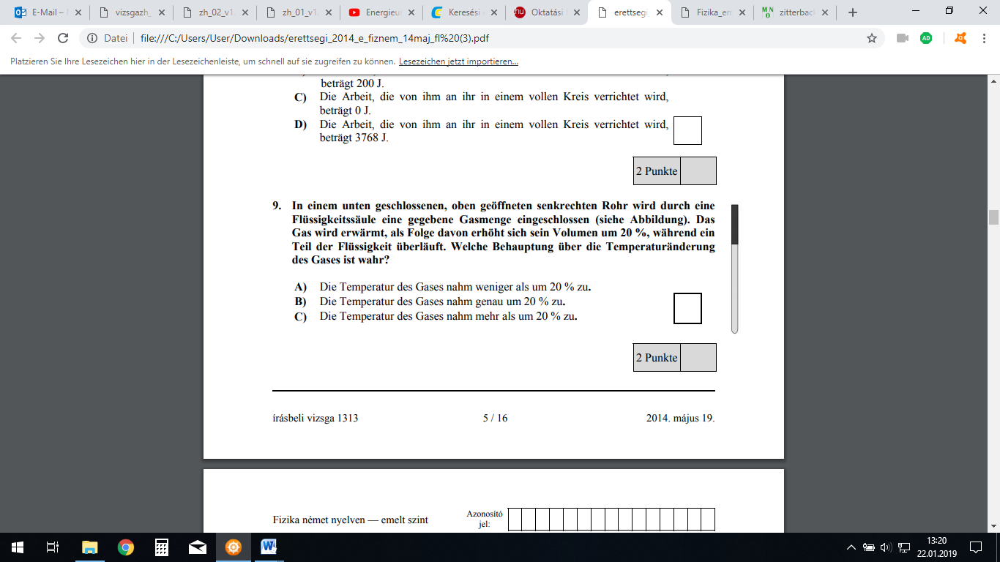 E-Mail –
vizsgazh_
zh_02_v1
zh_01_v1.
Energieu
Keresési
Oktatási
erettsegi_
Fizika_em
zitterback
Datei
file:///C:/Users/User/Downloads/erettsegi_2014_e_fiznem_14maj_fl%20(3).pdf
Platzieren Sie Ihre Lesezeichen hier in der Lesezeichenleiste, um schnell auf sie zugreifen zu können. Lesezeichen jetzt importieren...
beträgt 200 J.
C) Die Arbeit, die von ihm an ihr in einem vollen Kreis verrichtet wird,
beträgt 0 J.
D) Die Arbeit, die von ihm an ihr in einem vollen Kreis verrichtet wird,
beträgt 3768 J.
2 Punkte
9. In einem unten geschlossenen, oben geöffneten senkrechten Rohr wird durch eine
Flüssigkeitssäule eine gegebene Gasmenge eingeschlossen (siehe Abbildung). Das
Gas wird erwärmt, als Folge davon erhöht sich sein Volumen um 20 %, während ein
Teil der Flüssigkeit überläuft. Welche Behauptung über die Temperaturänderung
des Gases ist wahr?
A) Die Temperatur des Gases nahm weniger als um 20 % zu.
B) Die Temperatur des Gases nahm genau um 20 % zu.
C) Die Temperatur des Gases nahm mehr als um 20 % zu.
2 Punkte
írásbeli vizsga 1313
5 / 16
2014. május 19.
Fizika német nyelven — emelt szint
Azonosító
jel:
13:20
22.01.2019